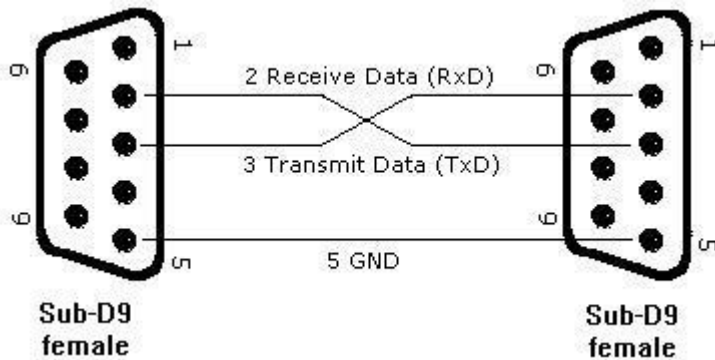 1
6
2 Receive Data (RxD)
3 Transmit Data (TxD)
9
5
5 GND
Sub-D9
female
1
6
9
5
Sub-D9
female